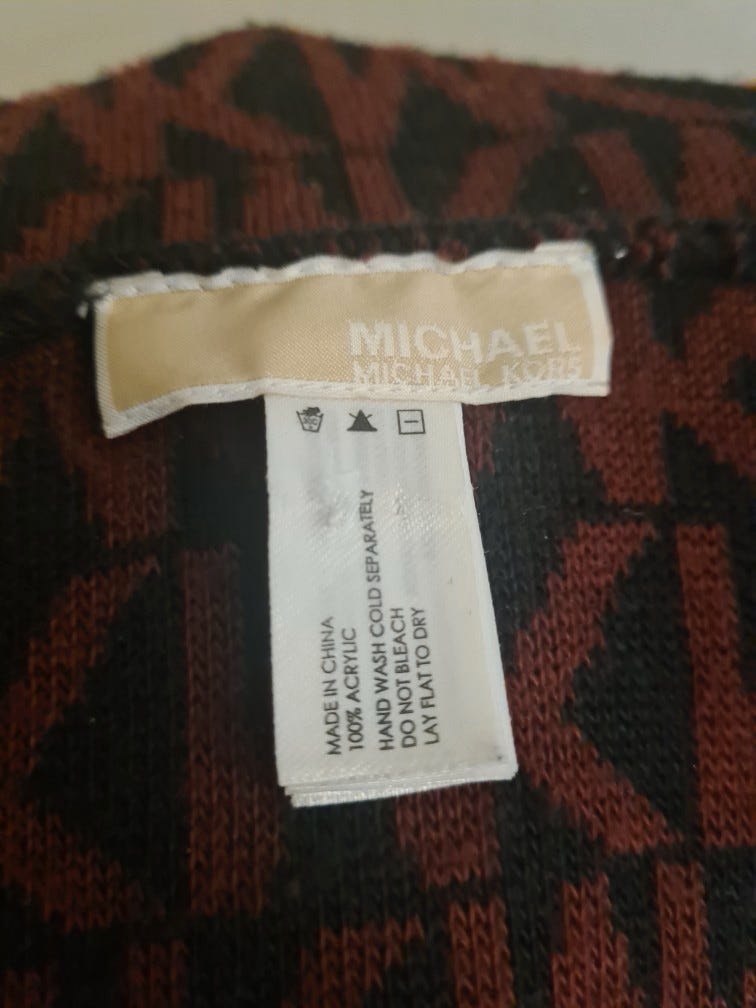 MICHAEL
MICHAEL KORS
MADE IN CHINA
100% ACRYLIC
HAND WASH COLD SEPARATELY
DO NOT BLEACH
LAY FLAT TO DRY